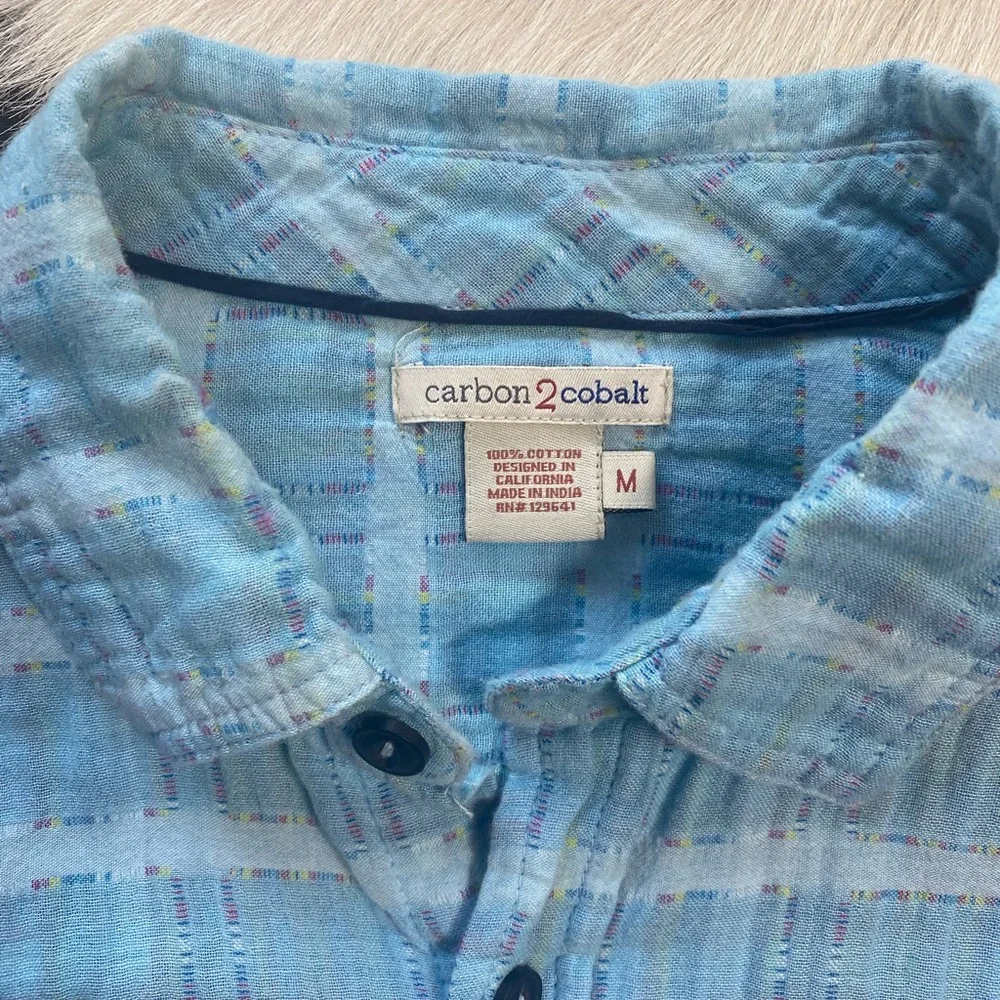 carbon2cobalt
100% COTTON
DESIGNED IN
CALIFORNIA
MADE IN INDIA
RN# 129641
M